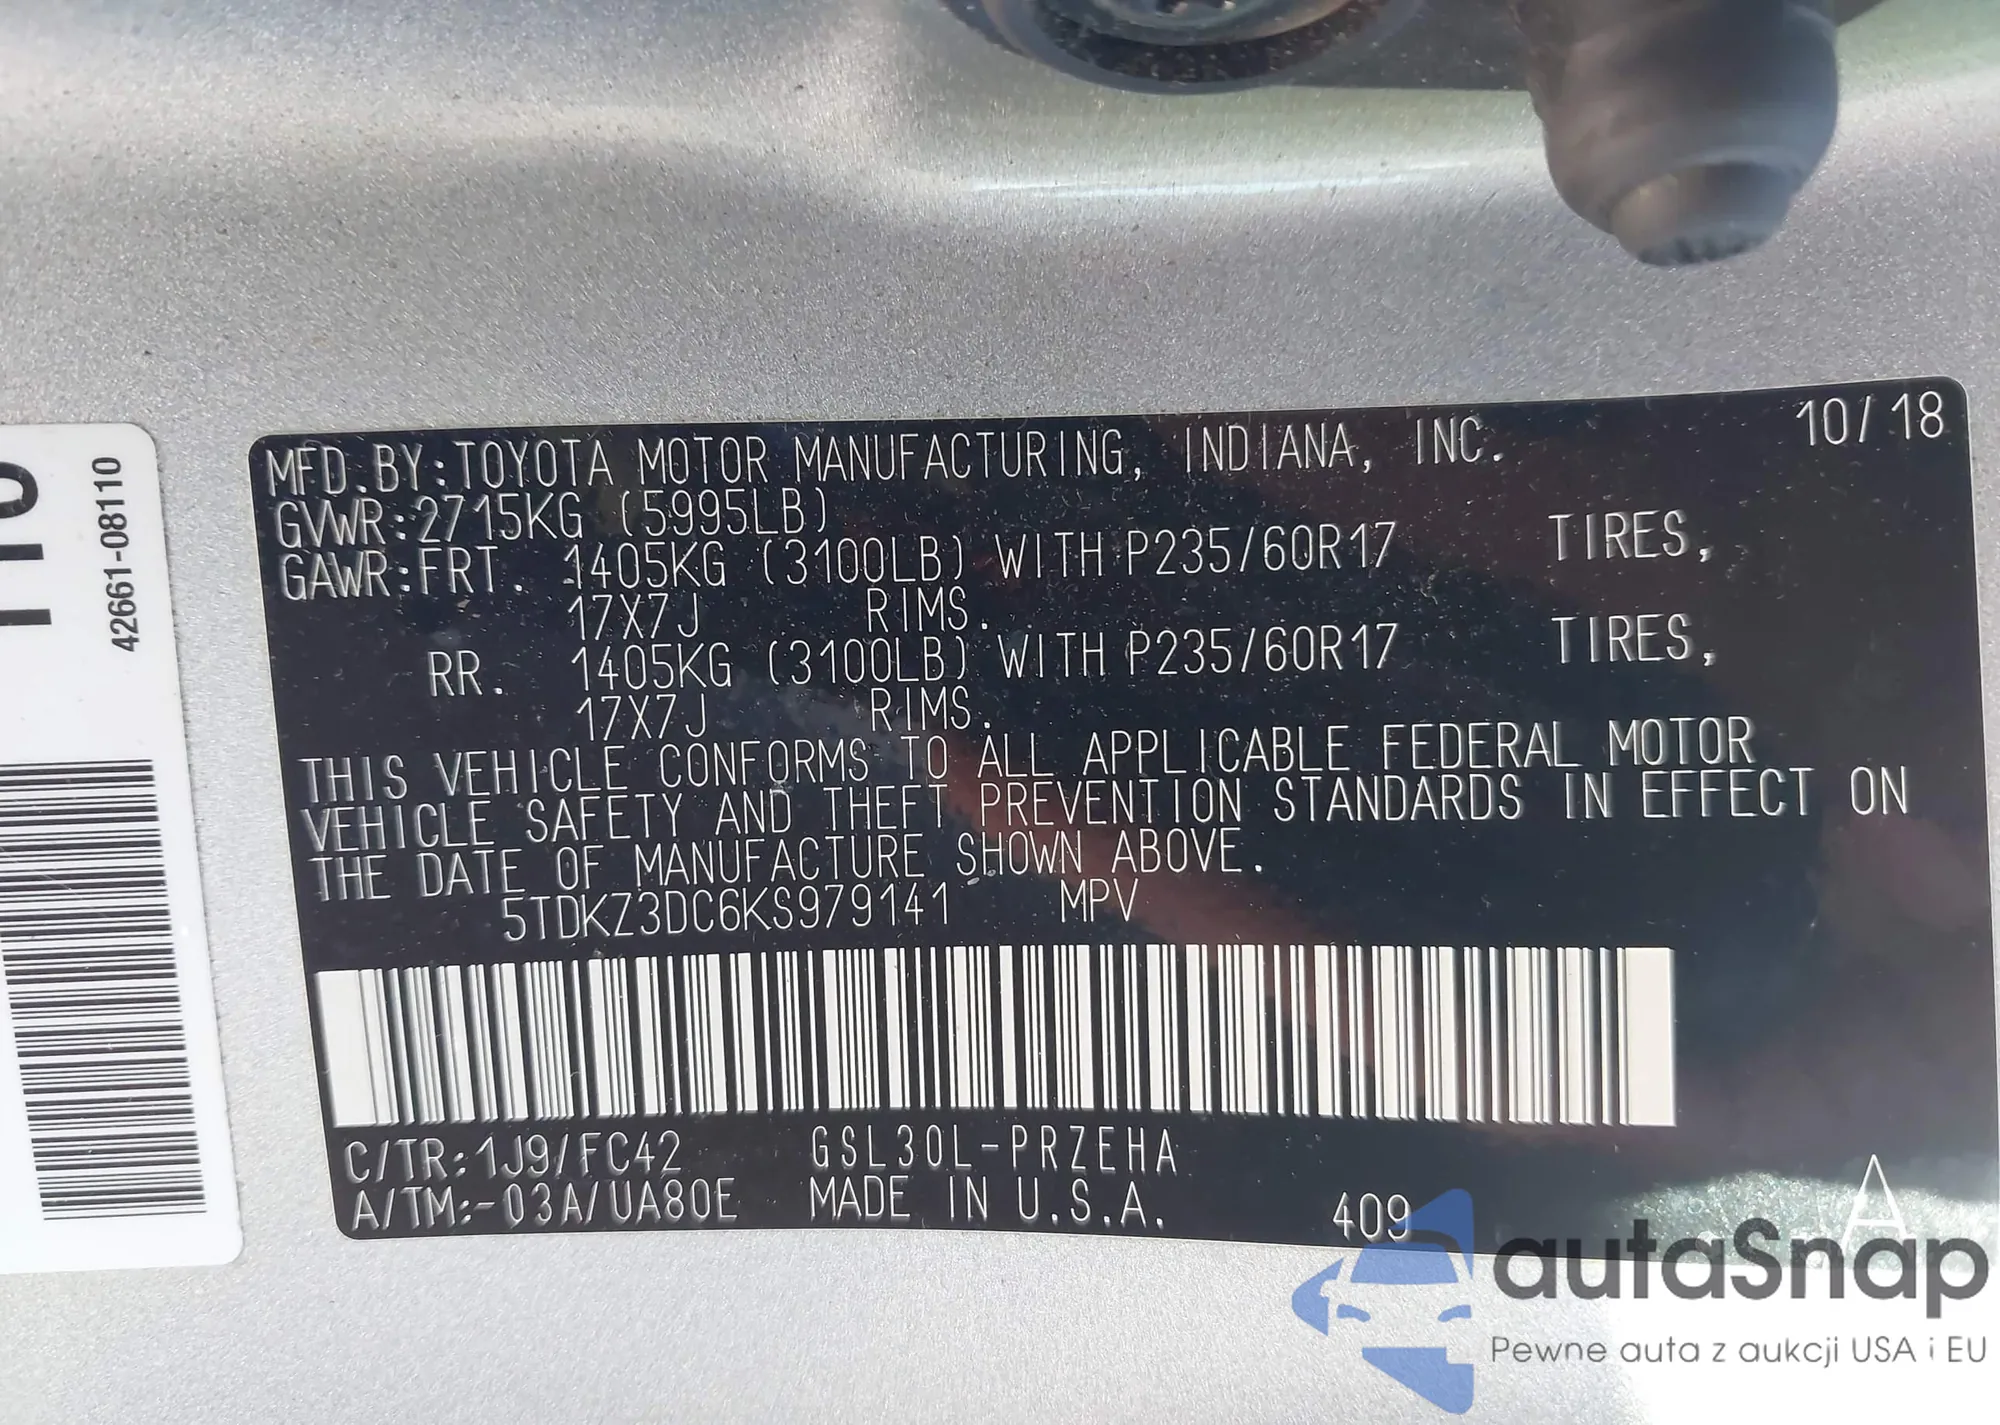 MFD.BY:TOYOTA MOTOR MANUFACTURING, INDIANA, INC. 10/18
GVWR:2715KG (5995LB)
GAWR:FRT. 1405KG (3100LB) WITH P235/60R17 TIRES,
17X7J RIMS.
RR. 1405KG (3100LB) WITH P235/60R17 TIRES,
17X7J RIMS.
THIS VEHICLE CONFORMS TO ALL APPLICABLE FEDERAL MOTOR
VEHICLE SAFETY AND THEFT PREVENTION STANDARDS IN EFFECT ON
THE DATE OF MANUFACTURE SHOWN ABOVE.
5TDKZ3DC6KS979141 MPV
C/TR:1J9/FC42 GSL30L-PRZEHA
A/TM:-03A/UA80E MADE IN U.S.A. 409 A
42661-08110
autaSnap
Pewne auta z aukcji USA i EU